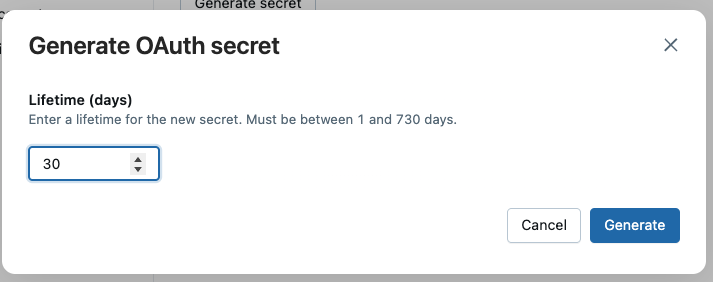 Generate secret
Generate OAuth secret
Lifetime (days)
Enter a lifetime for the new secret. Must be between 1 and 730 days.
30
Cancel Generate